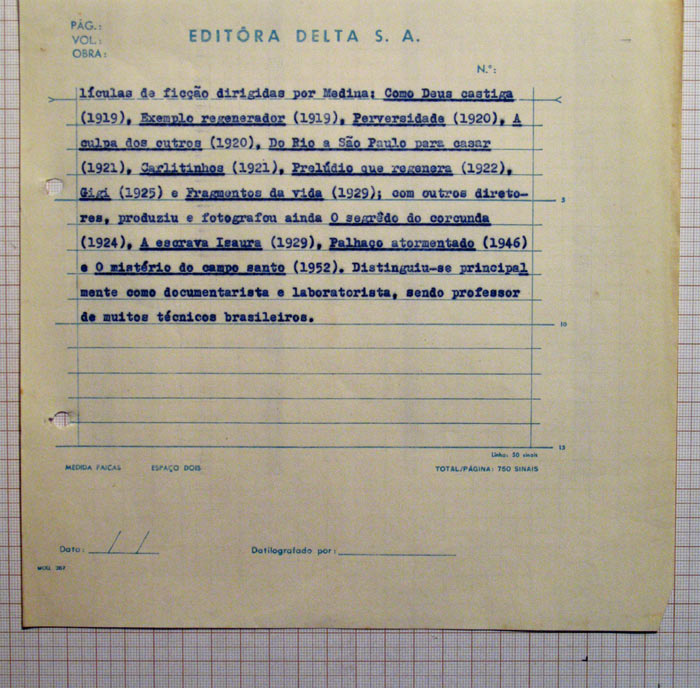 PÁG.:
VOL.:
OBRA:
EDITÔRA DELTA S. A.
N.º:
lículas de ficção dirigidas por Medina: Como Deus castiga
(1919), Exemplo regenerador (1919), Perversidade (1920), A
culpa dos outros (1920), Do Rio a São Paulo para casar
(1921), Carlitinhos (1921), Prelúdio que regenera (1922),
Gigi (1925) e Fragmentos da vida (1929); com outros direto-
5
res, produziu e fotografou ainda O segrêdo do corcunda
(1924), A escrava Isaura (1929), Palhaço atormentado (1946)
e O mistério do campo santo (1952). Distinguiu-se principal
mente como documentarista e laboratorista, sendo professor
de muitos técnicos brasileiros.
10
15
Linha: 50 sinais
MEDIDA FAICAS ESPAÇO DOIS TOTAL/PÁGINA: 750 SINAIS
Data: / / Datilografado por:
MOD. 267